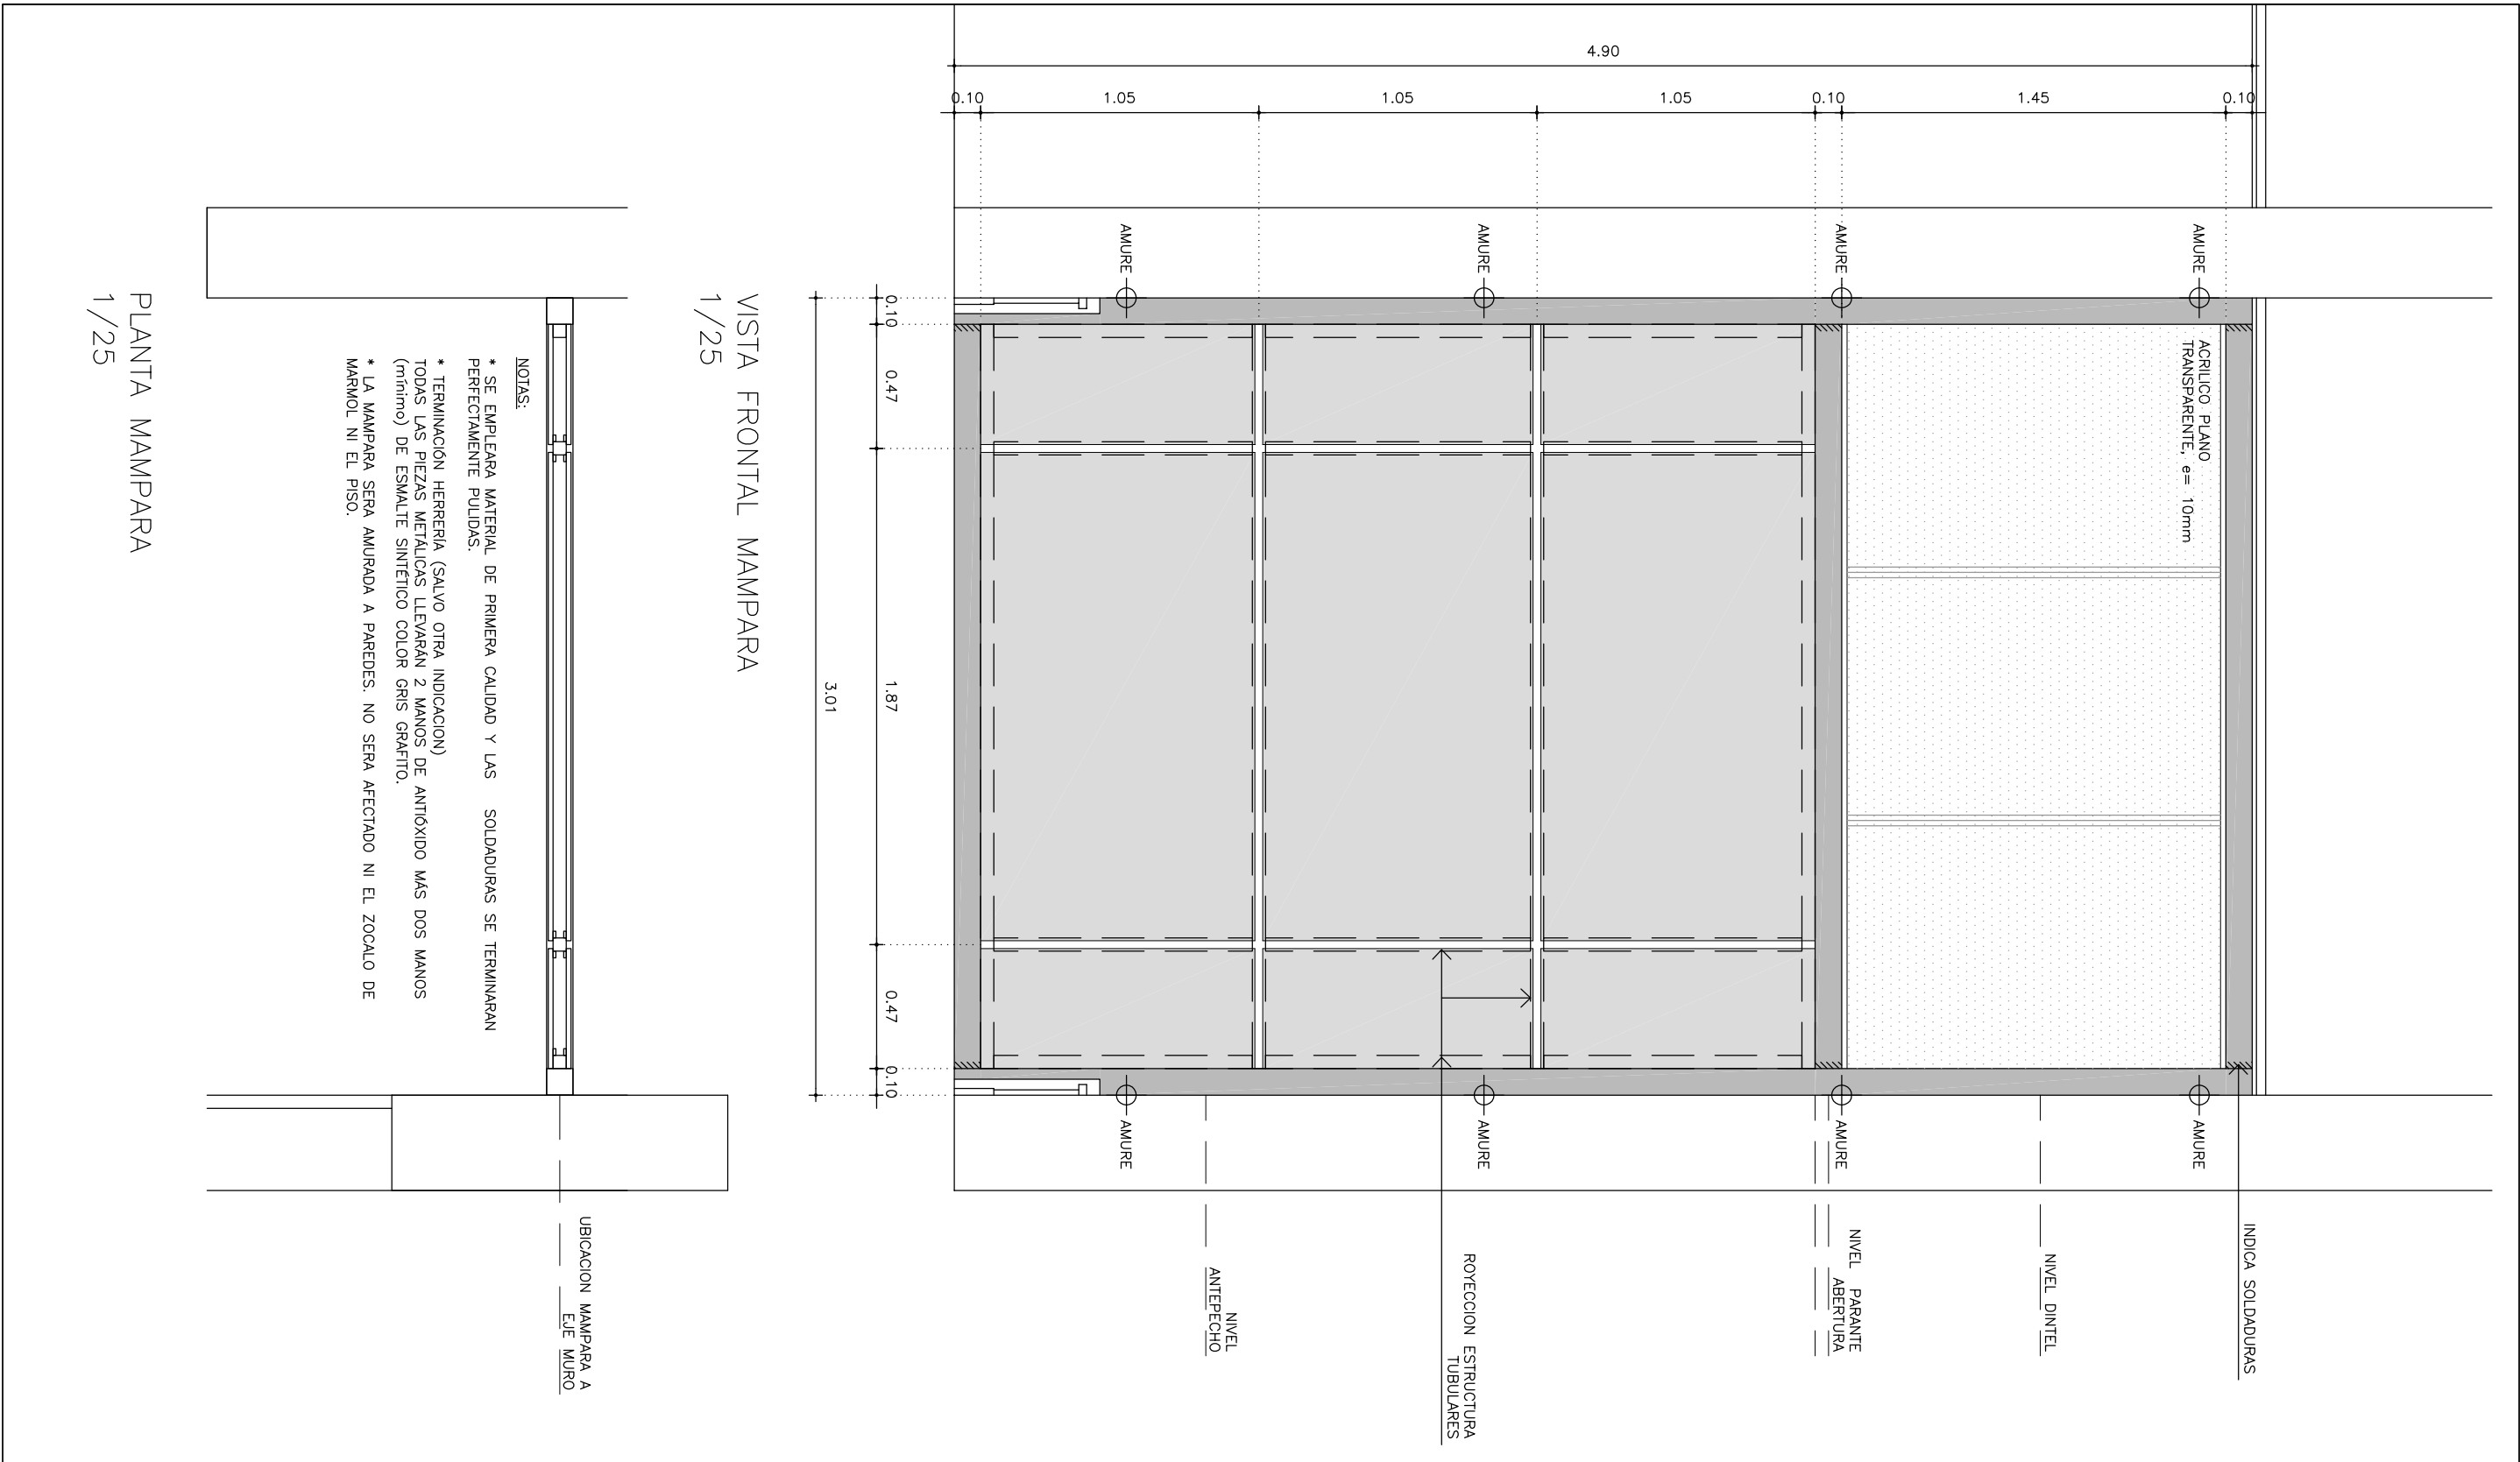 4.90
0.10
1.05
1.05
1.05
0.10
1.45
0.10
AMURE
AMURE
AMURE
AMURE
ACRILICO PLANO
TRANSPARENTE, e= 10mm
0.10
0.47
1.87
0.47
0.10
3.01
AMURE
AMURE
AMURE
AMURE
INDICA SOLDADURAS
NIVEL DINTEL
NIVEL PARANTE
ABERTURA
ROYECCION ESTRUCTURA
TUBULARES
NIVEL
ANTEPECHO
VISTA FRONTAL MAMPARA
1/25
UBICACION MAMPARA A
EJE MURO
NOTAS:
* SE EMPLEARA MATERIAL DE PRIMERA CALIDAD Y LAS SOLDADURAS SE TERMINARAN
PERFECTAMENTE PULIDAS.
* TERMINACIÓN HERRERÍA (SALVO OTRA INDICACION)
TODAS LAS PIEZAS METÁLICAS LLEVARÁN 2 MANOS DE ANTIÓXIDO MÁS DOS MANOS
(mínimo) DE ESMALTE SINTÉTICO COLOR GRIS GRAFITO.
* LA MAMPARA SERA AMURADA A PAREDES. NO SERA AFECTADO NI EL ZOCALO DE
MARMOL NI EL PISO.
PLANTA MAMPARA
1/25